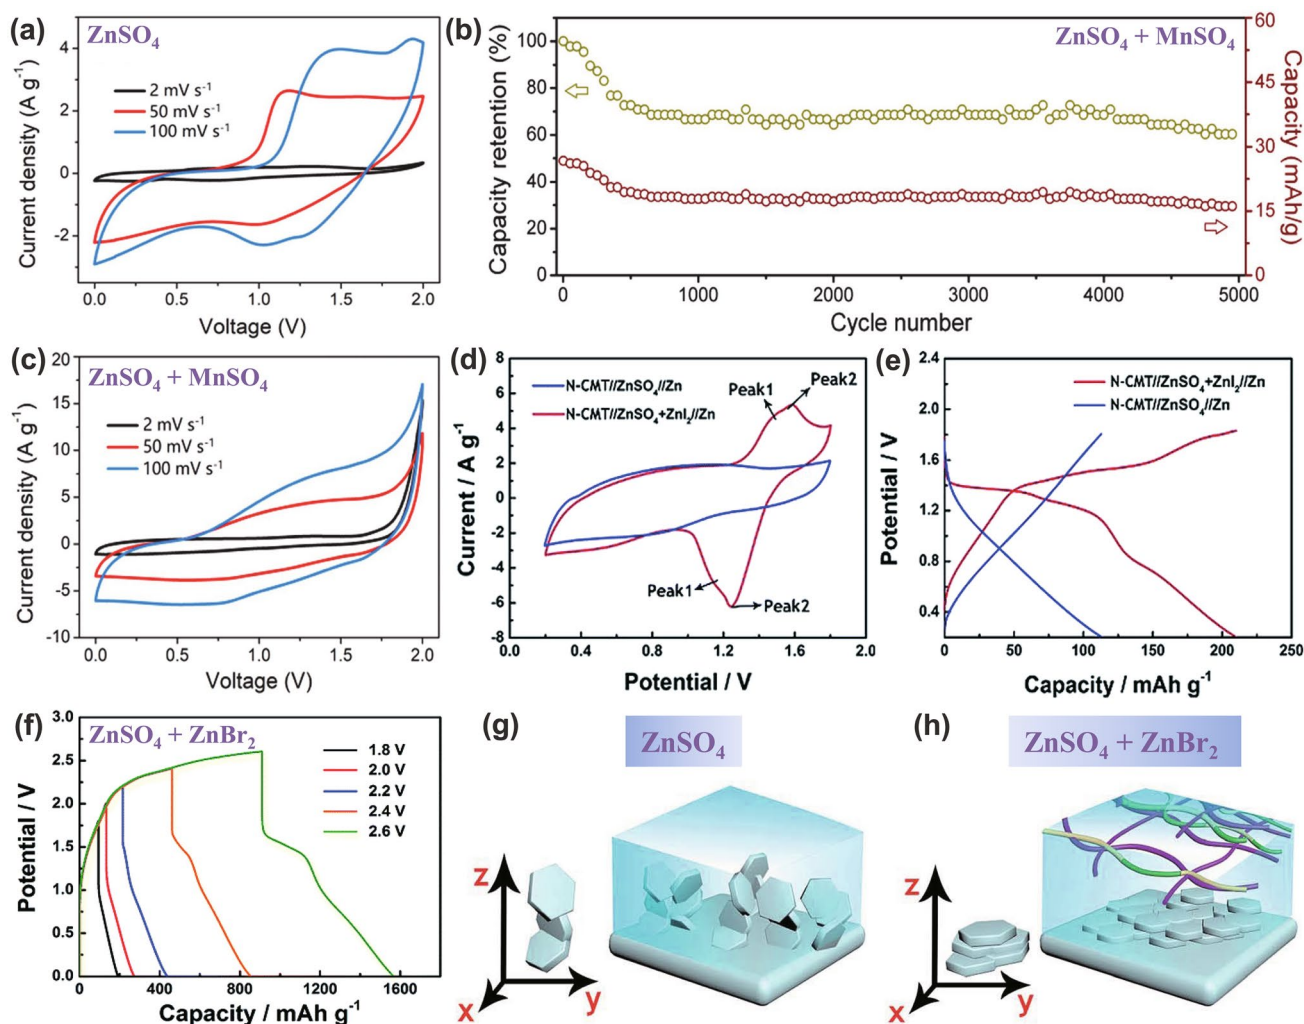 (a)
ZnSO₄
2 mV s⁻¹
50 mV s⁻¹
100 mV s⁻¹
Current density (A g⁻¹)
4
2
0
-2
0.0 0.5 1.0 1.5 2.0
Voltage (V)
(b)
ZnSO₄ + MnSO₄
Capacity retention (%)
100
80
60
40
20
0
60
45
30
15
0
Capacity (mAh/g)
0 1000 2000 3000 4000 5000
Cycle number
(c)
ZnSO₄ + MnSO₄
2 mV s⁻¹
50 mV s⁻¹
100 mV s⁻¹
Current density (A g⁻¹)
20
15
10
5
0
-5
-10
0.0 0.5 1.0 1.5 2.0
Voltage (V)
(d)
N-CMT//ZnSO₄//Zn
N-CMT//ZnSO₄+ZnI₂//Zn
Peak1
Peak2
Peak1
Peak2
Current / A g⁻¹
8
6
4
2
0
-2
-4
-6
-8
0.0 0.4 0.8 1.2 1.6 2.0
Potential / V
(e)
N-CMT//ZnSO₄+ZnI₂//Zn
N-CMT//ZnSO₄//Zn
Potential / V
2.4
2.0
1.6
1.2
0.8
0.4
0 50 100 150 200 250
Capacity / mAh g⁻¹
(f)
ZnSO₄ + ZnBr₂
1.8 V
2.0 V
2.2 V
2.4 V
2.6 V
Potential / V
3.0
2.5
2.0
1.5
1.0
0.5
0.0
0 400 800 1200 1600
Capacity / mAh g⁻¹
(g)
ZnSO₄
z
x
y
(h)
ZnSO₄ + ZnBr₂
z
x
y